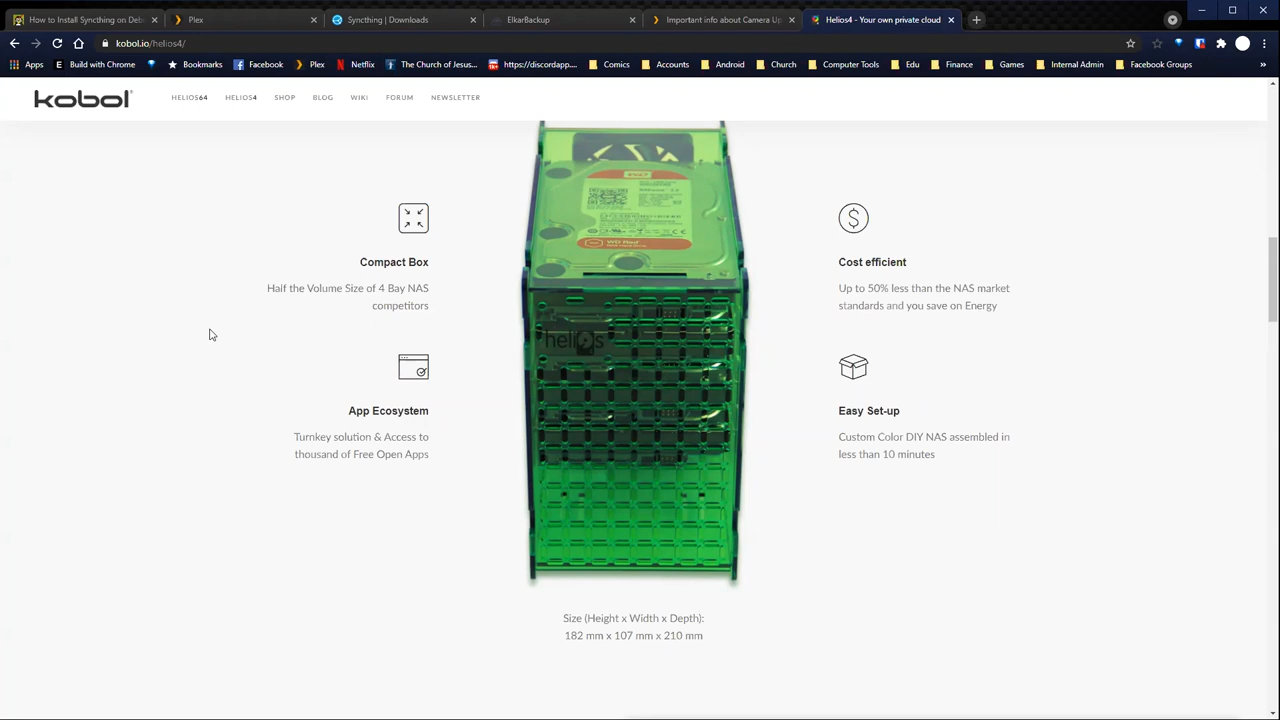 How to Install Syncthing on Deb
Plex
Syncthing | Downloads
ElkarBackup
Important info about Camera Up
Helios4 - Your own private cloud
kobol.io/helios4/
Apps
Build with Chrome
Bookmarks
Facebook
Plex
Netflix
The Church of Jesus...
https://discordapp....
Comics
Accounts
Android
Church
Computer Tools
Edu
Finance
Games
Internal Admin
Facebook Groups
kobol
HELIOS64
HELIOS4
SHOP
BLOG
WIKI
FORUM
NEWSLETTER
WD Red
helios
Compact Box
Half the Volume Size of 4 Bay NAS
competitors
Cost efficient
Up to 50% less than the NAS market
standards and you save on Energy
App Ecosystem
Turnkey solution & Access to
thousand of Free Open Apps
Easy Set-up
Custom Color DIY NAS assembled in
less than 10 minutes
Size (Height x Width x Depth):
182 mm x 107 mm x 210 mm